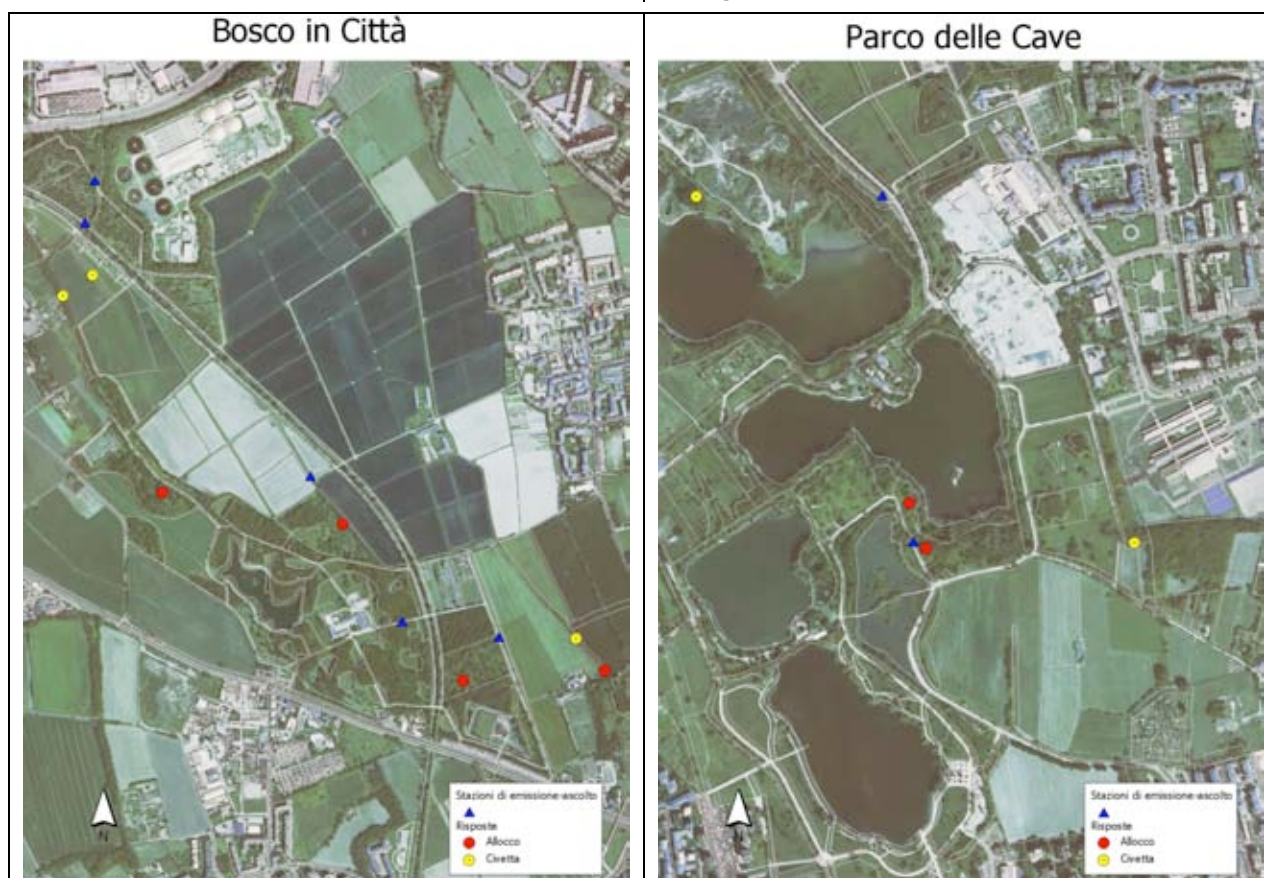 Bosco in Città
Stazioni di emissione-ascolto
Risposte
Allocco
Civetta
N
Parco delle Cave
Stazioni di emissione-ascolto
Risposte
Allocco
Civetta
N